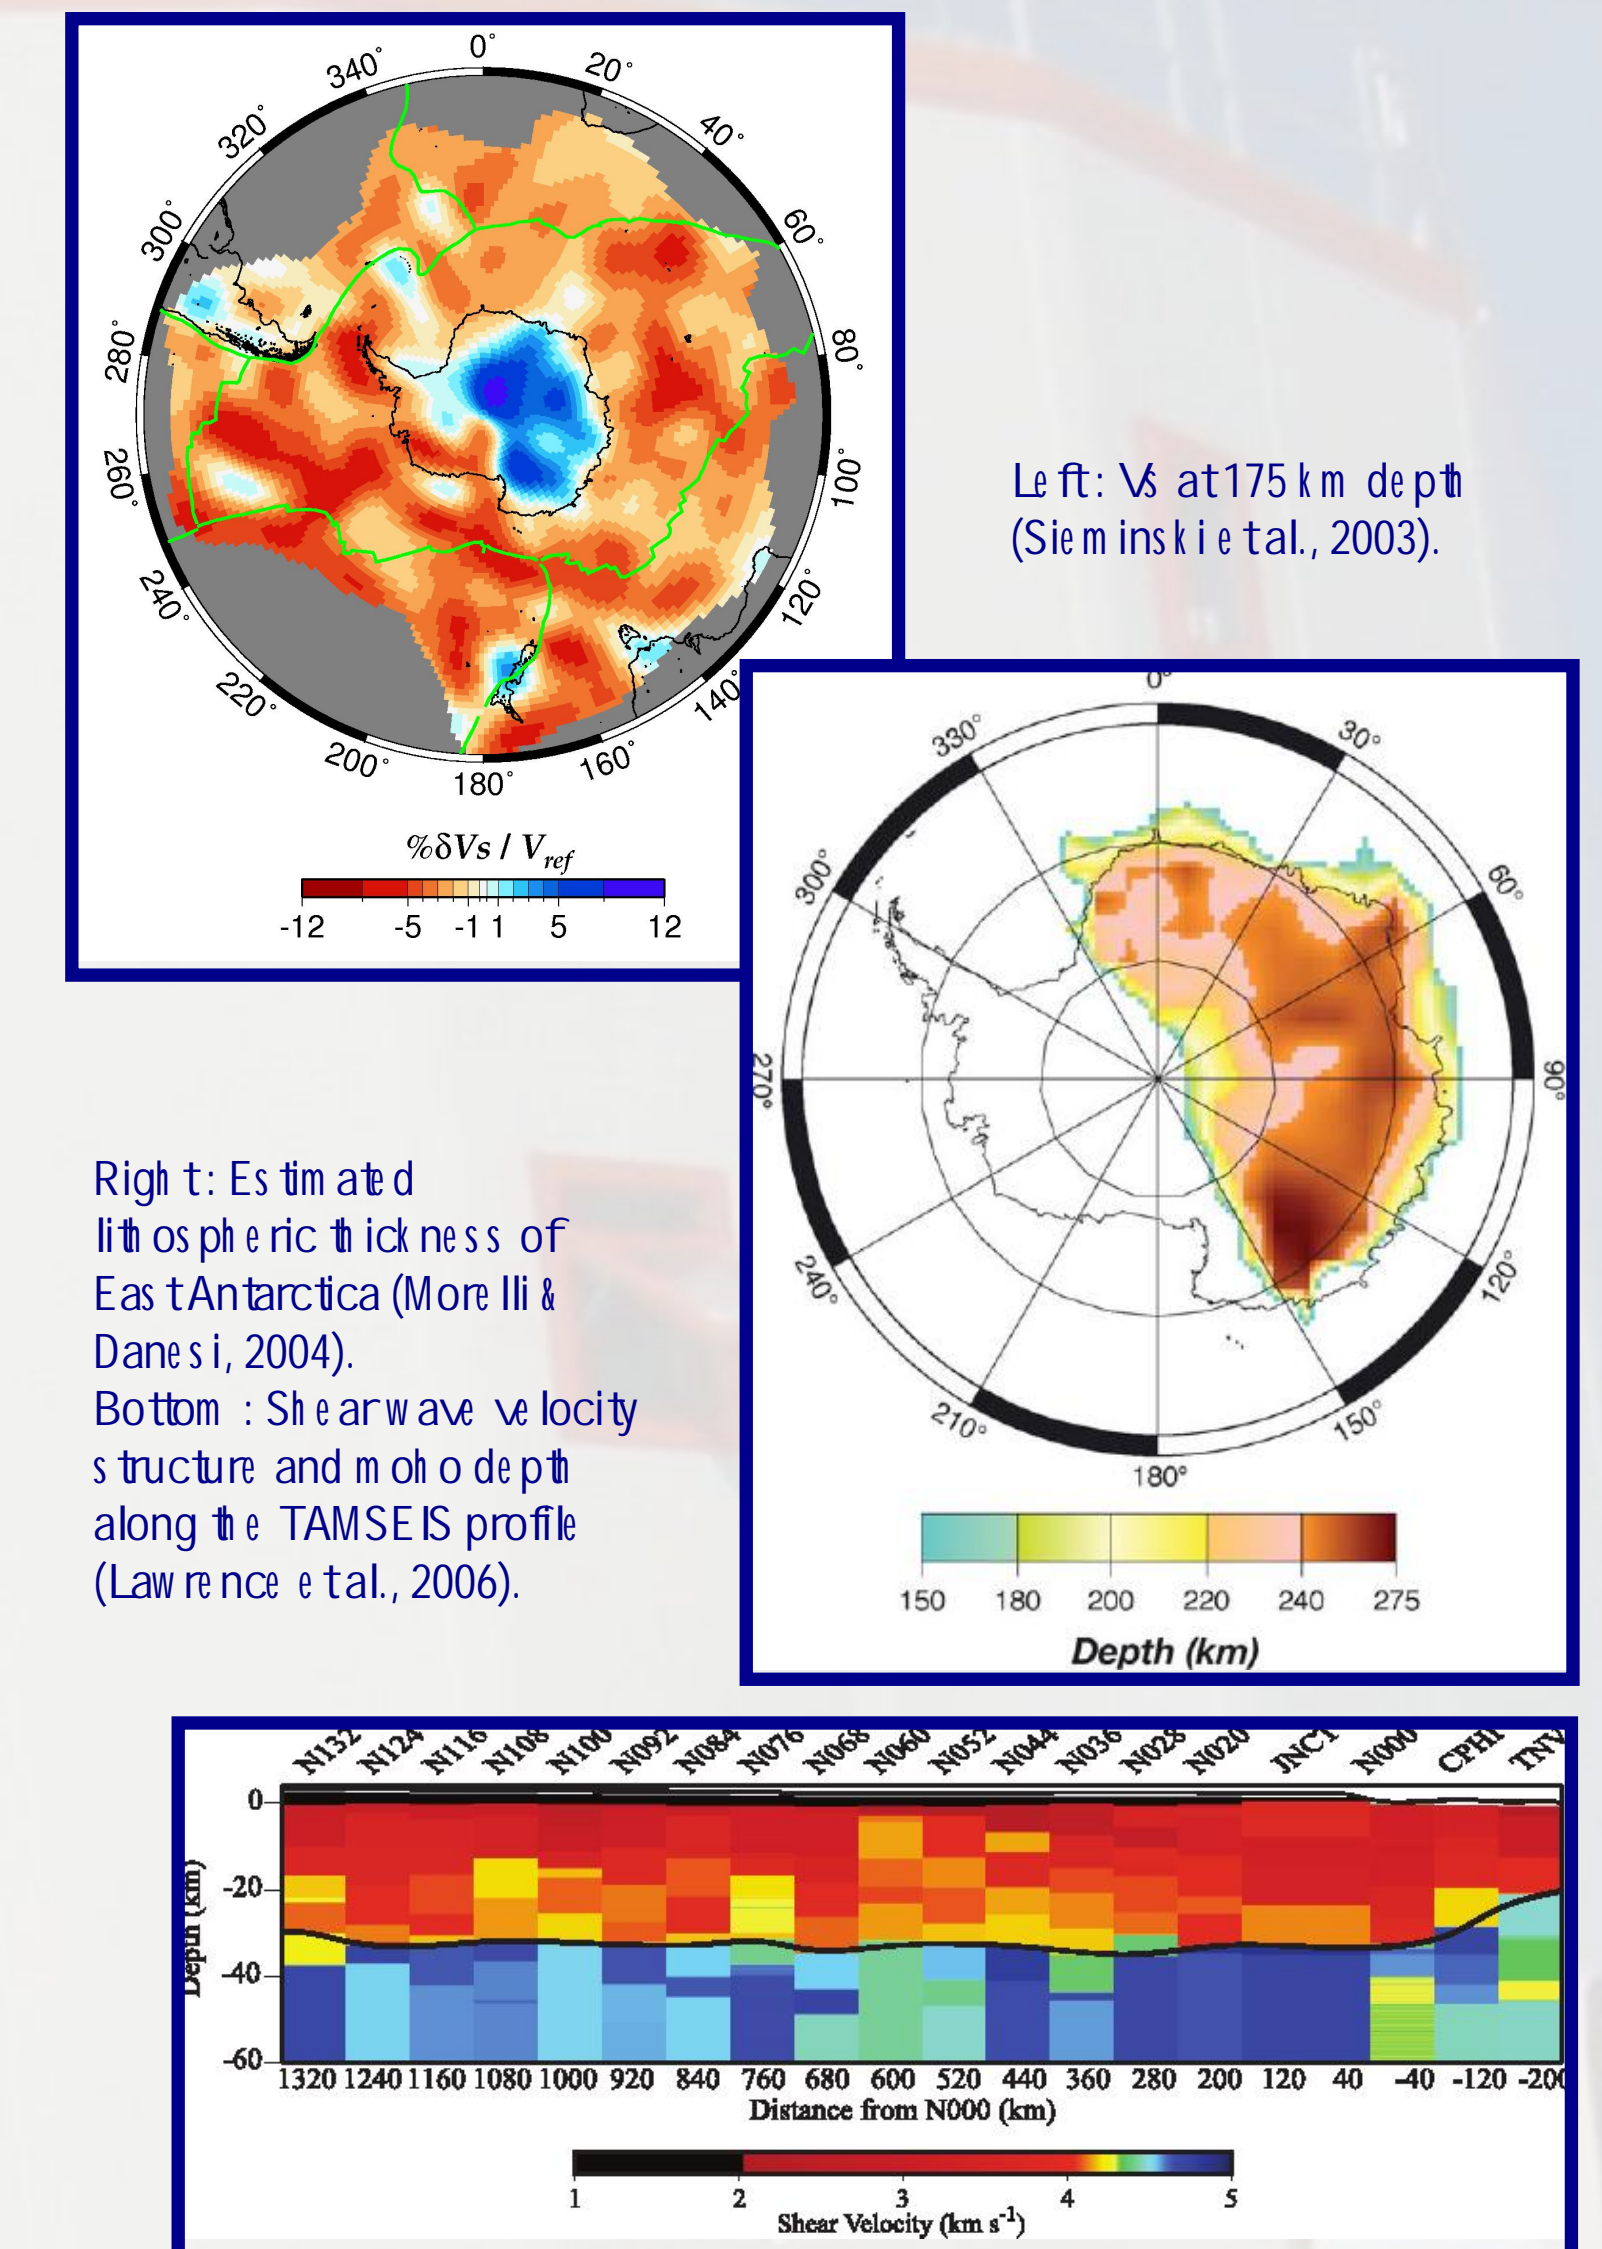 0°
20°
40°
60°
80°
100°
120°
140°
160°
180°
200°
220°
240°
260°
280°
300°
320°
340°
%δVs / Vref
-12 -5 -1 1 5 12
Left: Vs at 175 km depth
(Sieminski et al., 2003).
0°
30°
60°
90°
120°
150°
180°
210°
240°
270°
300°
330°
150 180 200 220 240 275
Depth (km)
Right: Estimated
lithospheric thickness of
East Antarctica (Morelli &
Danesi, 2004).
Bottom : Shear wave velocity
structure and moho depth
along the TAMSEIS profile
(Lawrence et al., 2006).
N132 N124 N116 N108 N100 N092 N084 N076 N068 N060 N052 N044 N036 N028 N020 JNCT N000 CPHI TNV
0
-20
-40
-60
Depth (km)
1320 1240 1160 1080 1000 920 840 760 680 600 520 440 360 280 200 120 40 -40 -120 -200
Distance from N000 (km)
1 2 3 4 5
Shear Velocity (km s-1)